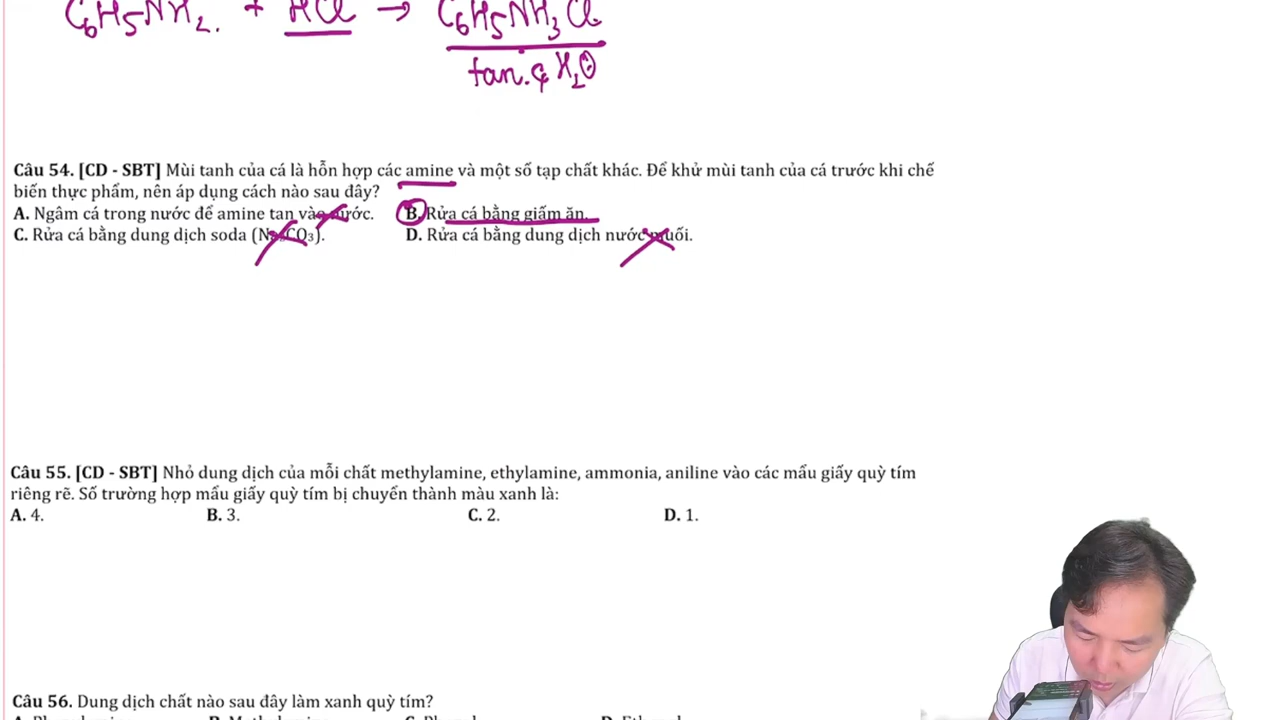 C₆H₅NH₂ + HCl → C₆H₅NH₃Cl
tan. H₂O
Câu 54. [CD - SBT] Mùi tanh của cá là hỗn hợp các amine và một số tạp chất khác. Để khử mùi tanh của cá trước khi chế
biến thực phẩm, nên áp dụng cách nào sau đây?
A. Ngâm cá trong nước để amine tan vào nước. B. Rửa cá bằng giấm ăn.
C. Rửa cá bằng dung dịch soda (Na₂CO₃). D. Rửa cá bằng dung dịch nước muối.
Câu 55. [CD - SBT] Nhỏ dung dịch của mỗi chất methylamine, ethylamine, ammonia, aniline vào các mẩu giấy quỳ tím
riêng rẽ. Số trường hợp mẩu giấy quỳ tím bị chuyển thành màu xanh là:
A. 4. B. 3. C. 2. D. 1.
Câu 56. Dung dịch chất nào sau đây làm xanh quỳ tím?